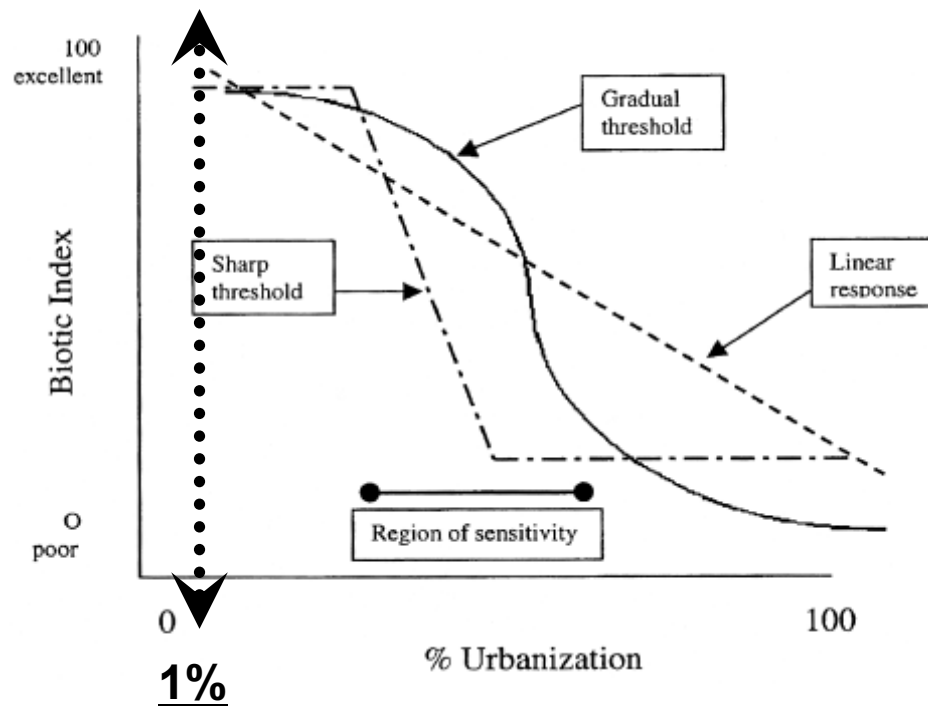 100
excellent
Gradual
threshold
Biotic Index
Sharp
threshold
Linear
response
O
poor
Region of sensitivity
0
100
% Urbanization
1%